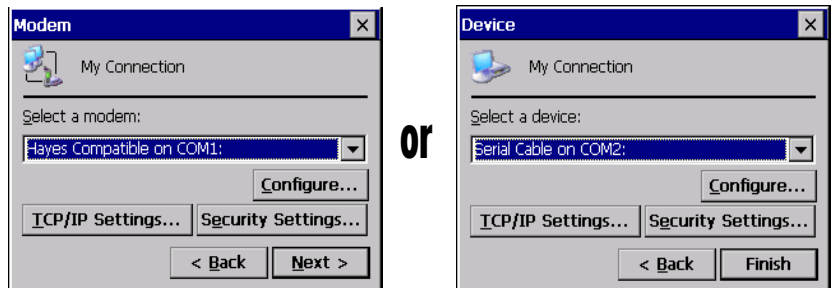 Modem
My Connection
Select a modem:
Hayes Compatible on COM1:
Configure...
TCP/IP Settings... Security Settings...
< Back Next >
or
Device
My Connection
Select a device:
Serial Cable on COM2:
Configure...
TCP/IP Settings... Security Settings...
< Back Finish